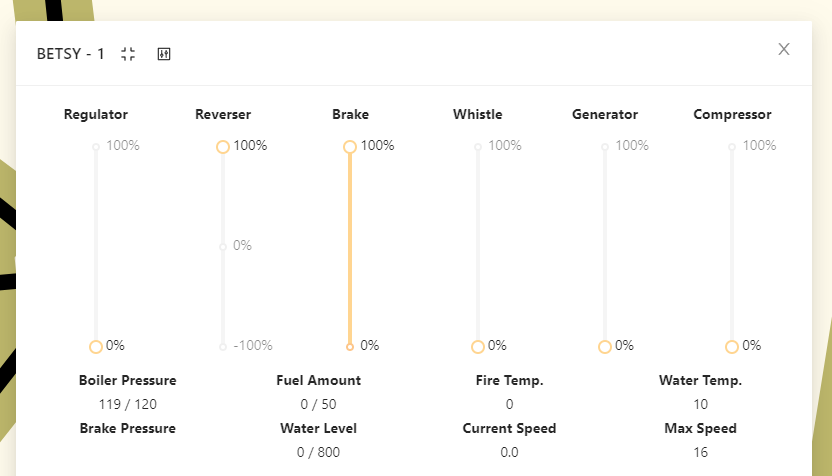 BETSY - 1
X
Regulator Reverser Brake Whistle Generator Compressor
100% 100% 100% 100% 100% 100%
0%
0% -100% 0% 0% 0% 0%
Boiler Pressure Fuel Amount Fire Temp. Water Temp.
119 / 120 0 / 50 0 10
Brake Pressure Water Level Current Speed Max Speed
0 / 800 0.0 16